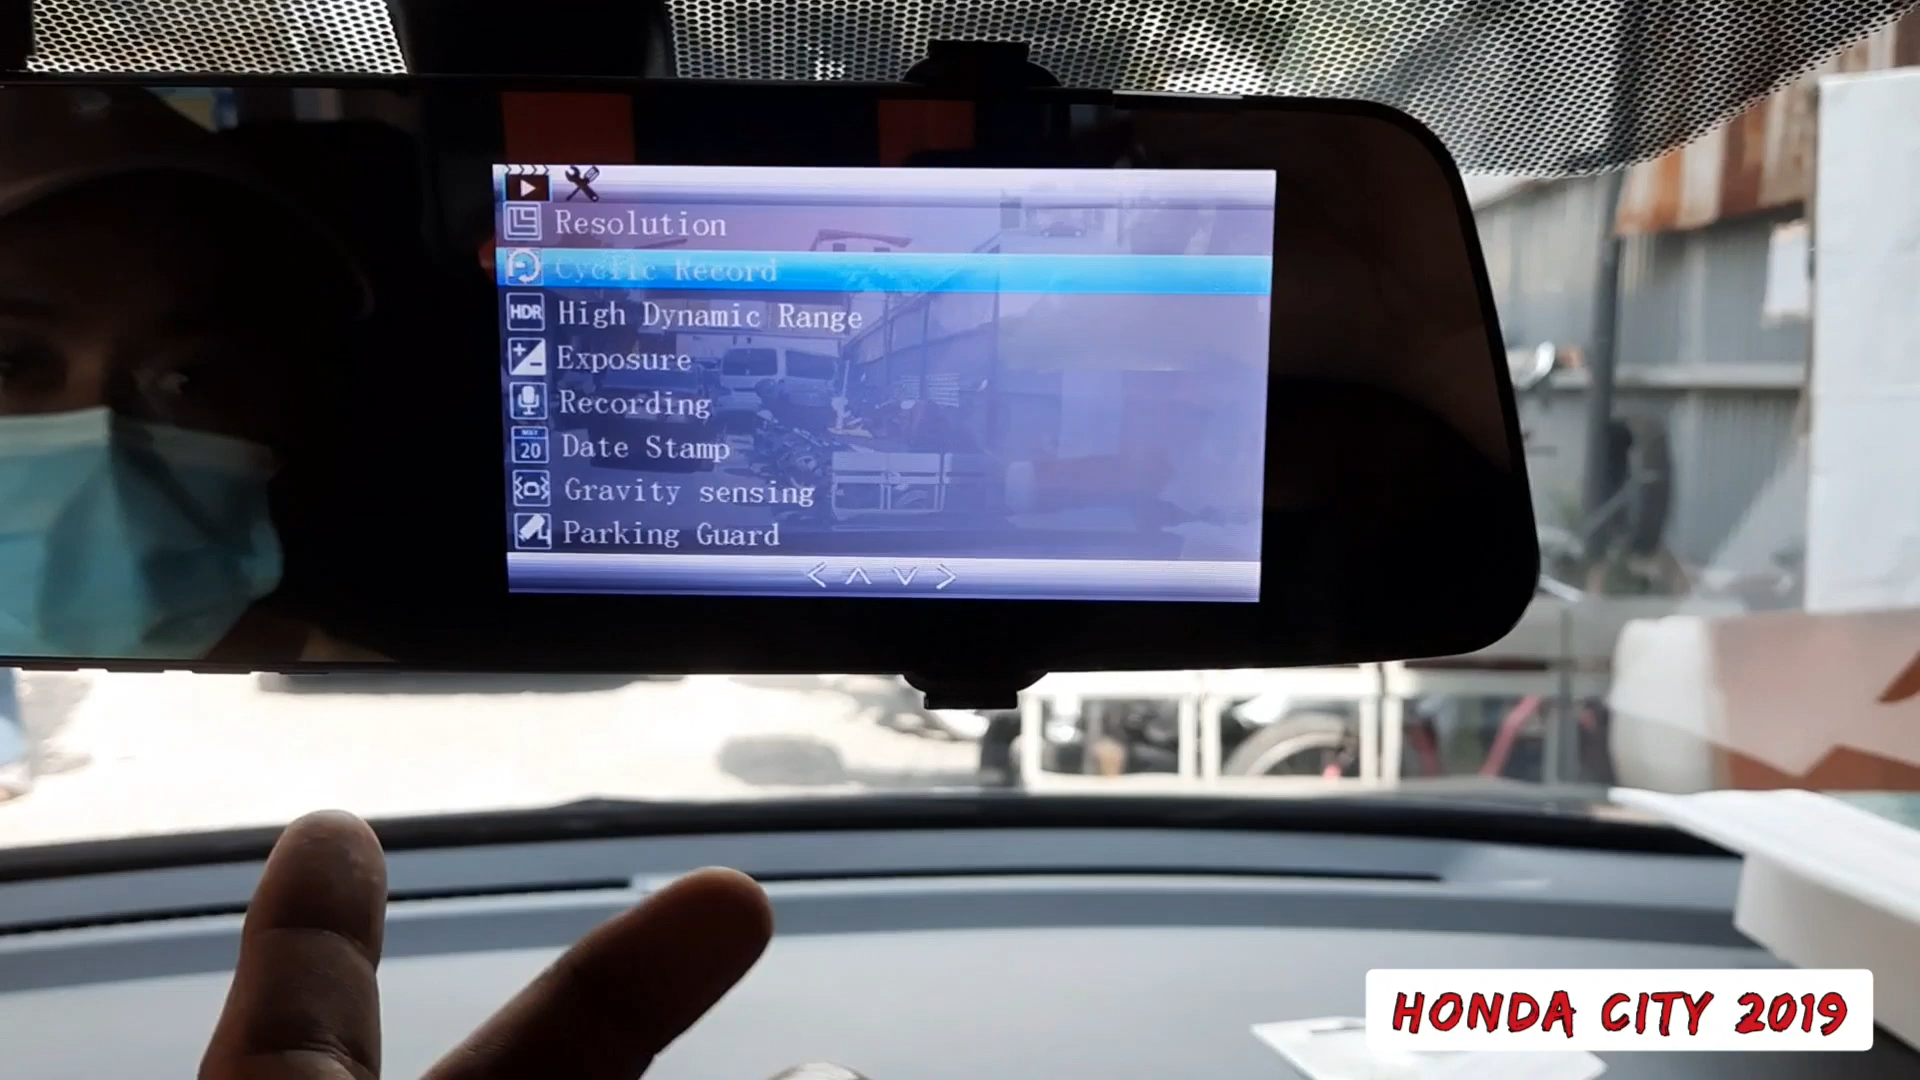 Resolution
Cyclic Record
HDR High Dynamic Range
Exposure
Recording
20 Date Stamp
Gravity sensing
Parking Guard
HONDA CITY 2019